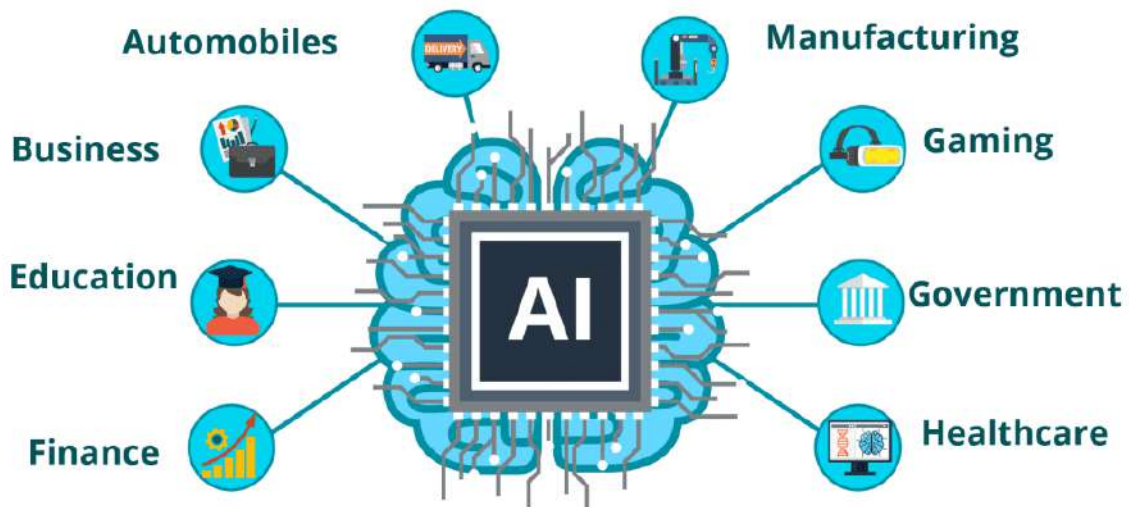 Automobiles
DELIVERY
Manufacturing
Business
Gaming
Education
AI
Government
Finance
Healthcare